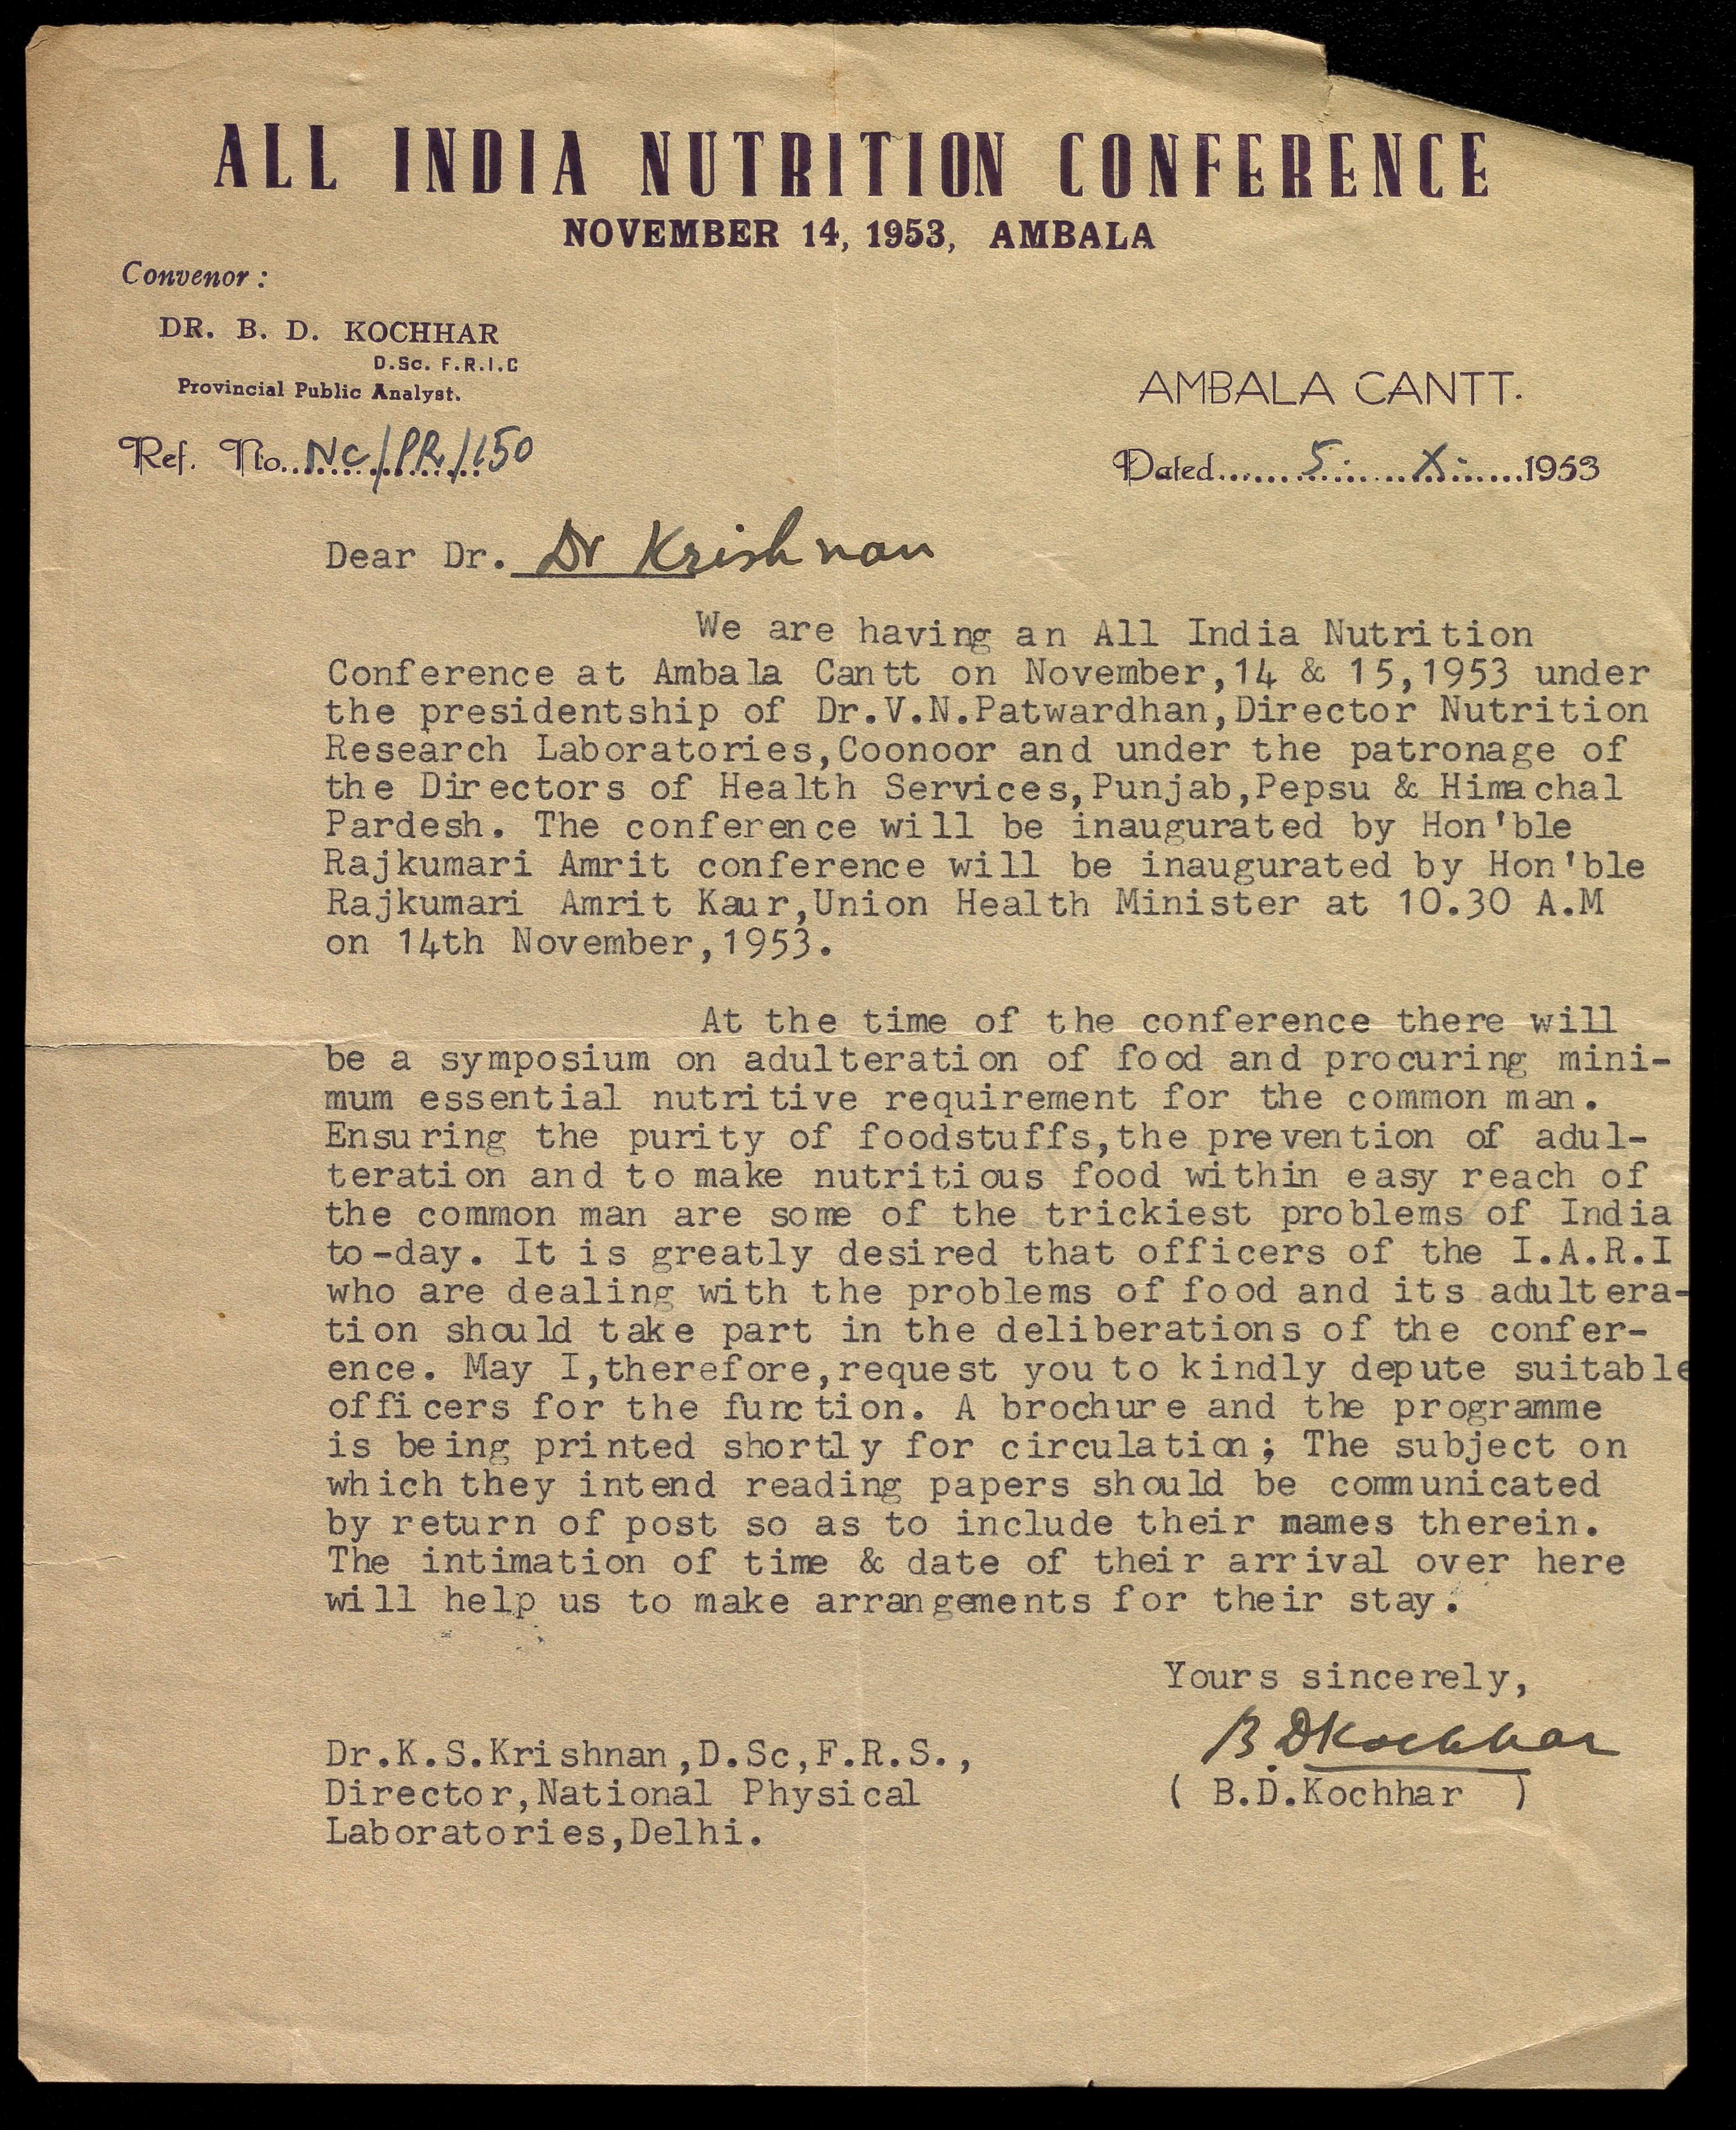 ALL INDIA NUTRITION CONFERENCE
NOVEMBER 14, 1953, AMBALA
Convenor :
DR. B. D. KOCHHAR
D.Sc. F.R.I.C
Provincial Public Analyst.
AMBALA CANTT.
Ref. No. NC/PR/150
Dated 5. X. 1953
Dear Dr. Dr Krishnan
We are having an All India Nutrition
Conference at Ambala Cantt on November,14 & 15,1953 under
the presidentship of Dr.V.N.Patwardhan,Director Nutrition
Research Laboratories,Coonoor and under the patronage of
the Directors of Health Services,Punjab,Pepsu & Himachal
Pardesh. The conference will be inaugurated by Hon'ble
Rajkumari Amrit conference will be inaugurated by Hon'ble
Rajkumari Amrit Kaur,Union Health Minister at 10.30 A.M
on 14th November,1953.
At the time of the conference there will
be a symposium on adulteration of food and procuring mini-
mum essential nutritive requirement for the common man.
Ensuring the purity of foodstuffs,the prevention of adul-
teration and to make nutritious food within easy reach of
the common man are some of the trickiest problems of India
to-day. It is greatly desired that officers of the I.A.R.I
who are dealing with the problems of food and its adultera-
tion should take part in the deliberations of the confer-
ence. May I,therefore,request you to kindly depute suitable
officers for the function. A brochure and the programme
is being printed shortly for circulation; The subject on
which they intend reading papers should be communicated
by return of post so as to include their names therein.
The intimation of time & date of their arrival over here
will help us to make arrangements for their stay.
Yours sincerely,
B D Kochhar
( B.D.Kochhar )
Dr.K.S.Krishnan,D.Sc,F.R.S.,
Director,National Physical
Laboratories,Delhi.